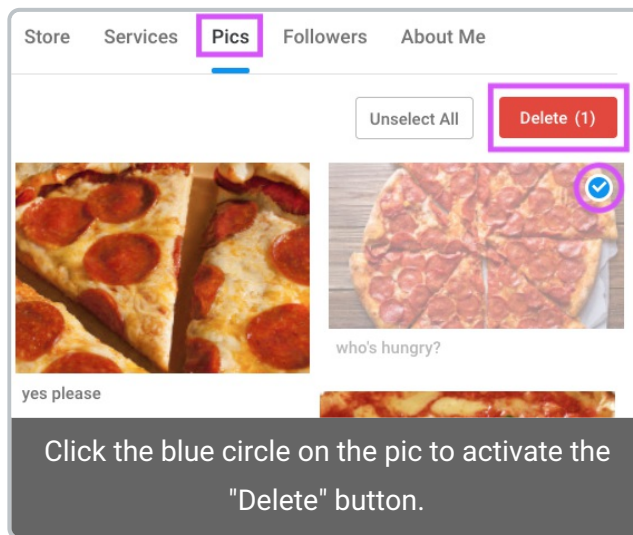 Store Services Pics Followers About Me
Unselect All Delete (1)
who's hungry?
yes please
Click the blue circle on the pic to activate the
"Delete" button.